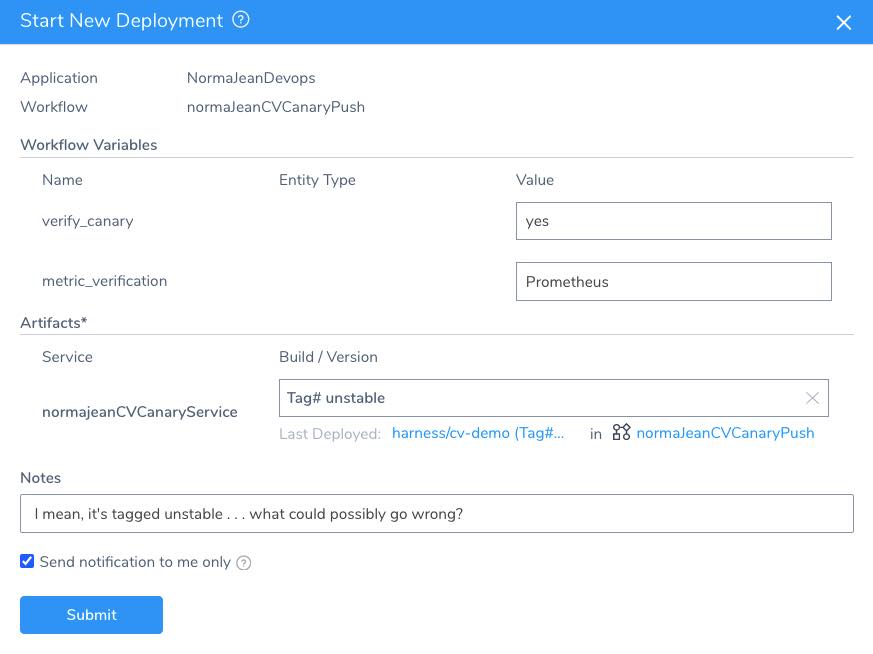 Start New Deployment ?
Application NormaJeanDevops
Workflow normaJeanCVCanaryPush
Workflow Variables
Name Entity Type Value
verify_canary yes
metric_verification Prometheus
Artifacts*
Service Build / Version
normajeanCVCanaryService Tag# unstable
Last Deployed: harness/cv-demo (Tag#... in normaJeanCVCanaryPush
Notes
I mean, it's tagged unstable . . . what could possibly go wrong?
Send notification to me only ?
Submit